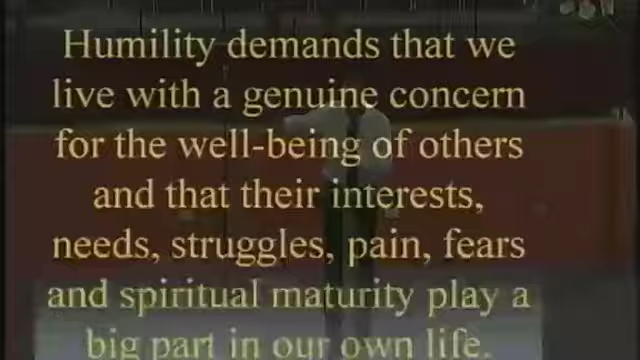 Humility demands that we
live with a genuine concern
for the well-being of others
and that their interests,
needs, struggles, pain, fears
and spiritual maturity play a
big part in our own life.